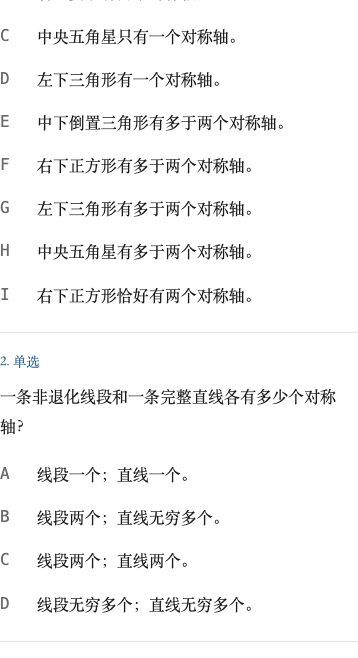 C 中央五角星只有一个对称轴。
D 左下三角形有一个对称轴。
E 中下倒置三角形有多于两个对称轴。
F 右下正方形有多于两个对称轴。
G 左下三角形有多于两个对称轴。
H 中央五角星有多于两个对称轴。
I 右下正方形恰好有两个对称轴。
2. 单选
一条非退化线段和一条完整直线各有多少个对称
轴?
A 线段一个；直线一个。
B 线段两个；直线无穷多个。
C 线段两个；直线两个。
D 线段无穷多个；直线无穷多个。